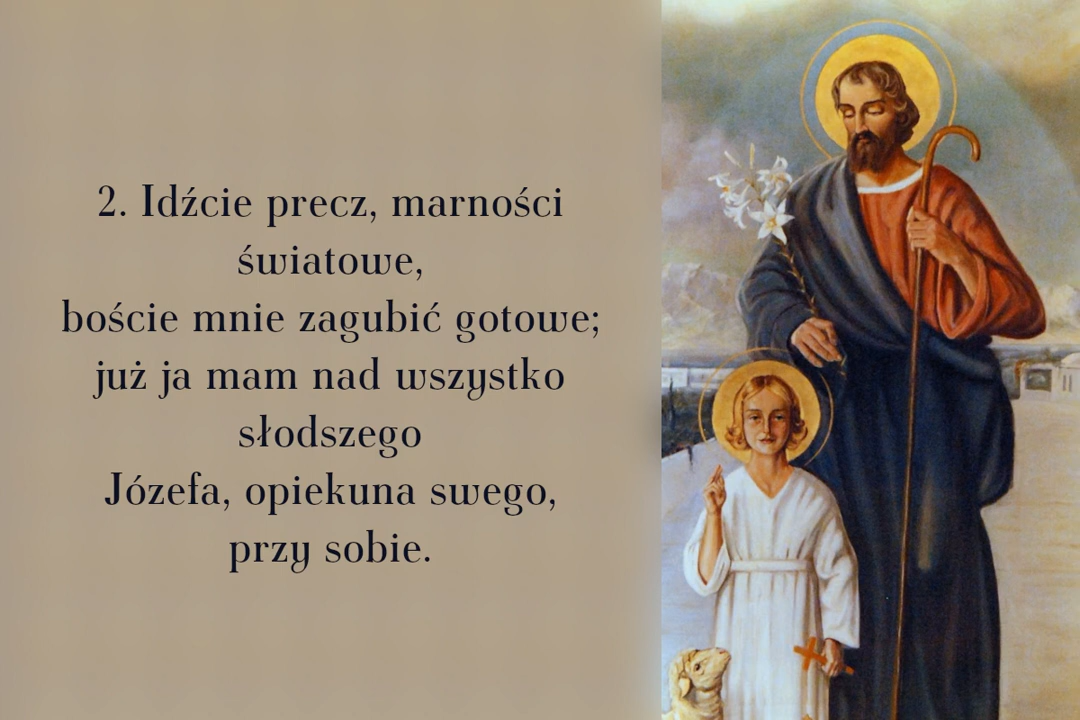 2. Idźcie precz, marności
światowe,
boście mnie zagubić gotowe;
już ja mam nad wszystko
słodszego
Józefa, opiekuna swego,
przy sobie.